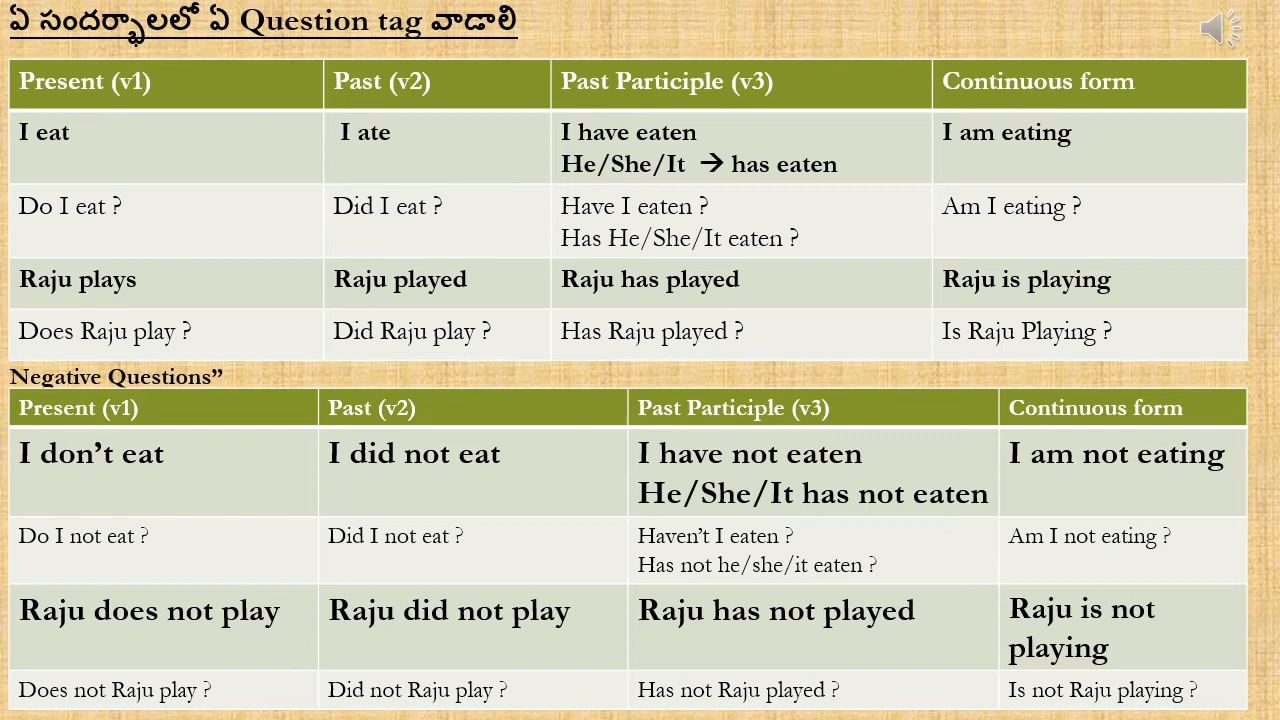 ఏ సందర్భాలలో ఏ Question tag వాడాలి
Present (v1) Past (v2) Past Participle (v3) Continuous form
I eat I ate I have eaten I am eating
He/She/It → has eaten
Do I eat ? Did I eat ? Have I eaten ? Am I eating ?
Has He/She/It eaten ?
Raju plays Raju played Raju has played Raju is playing
Does Raju play ? Did Raju play ? Has Raju played ? Is Raju Playing ?
Negative Questions”
Present (v1) Past (v2) Past Participle (v3) Continuous form
I don’t eat I did not eat I have not eaten I am not eating
He/She/It has not eaten
Do I not eat ? Did I not eat ? Haven’t I eaten ? Am I not eating ?
Has not he/she/it eaten ?
Raju does not play Raju did not play Raju has not played Raju is not
playing
Does not Raju play ? Did not Raju play ? Has not Raju played ? Is not Raju playing ?